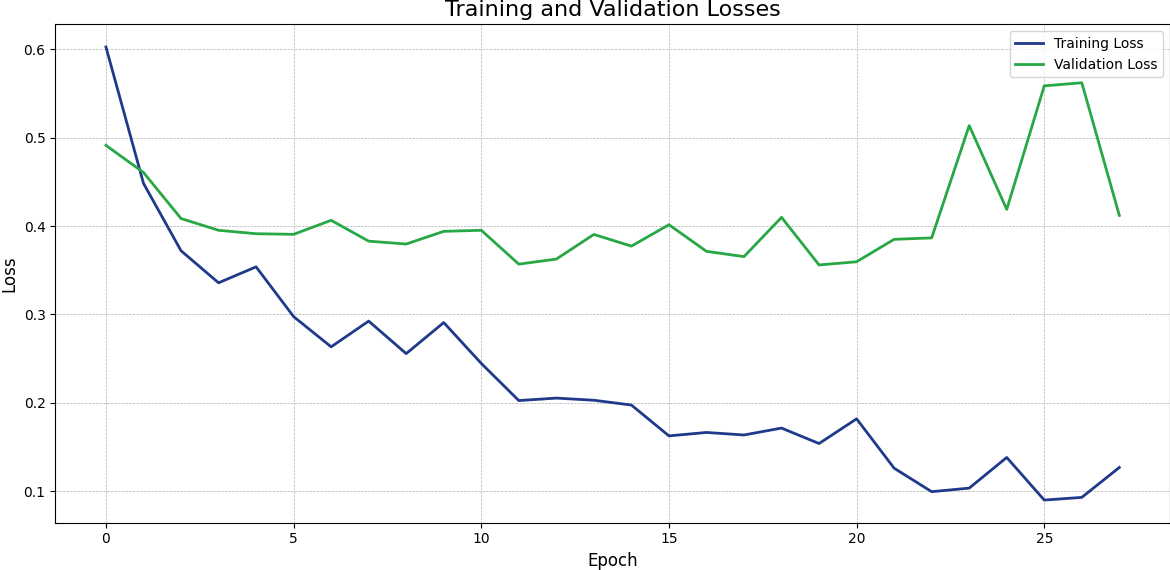 Training and Validation Losses
Training Loss
Validation Loss
0.6
0.5
0.4
0.3
0.2
0.1
Loss
0 5 10 15 20 25
Epoch